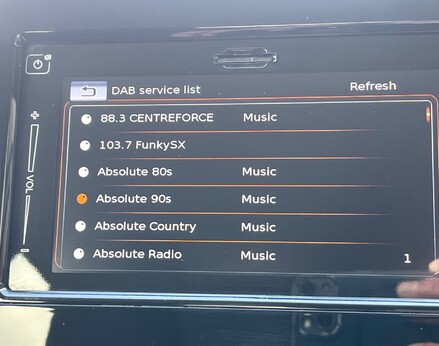 DAB service list Refresh
88.3 CENTREFORCE Music
103.7 FunkySX
Absolute 80s Music
Absolute 90s Music
Absolute Country Music
Absolute Radio Music 1
+
VOL